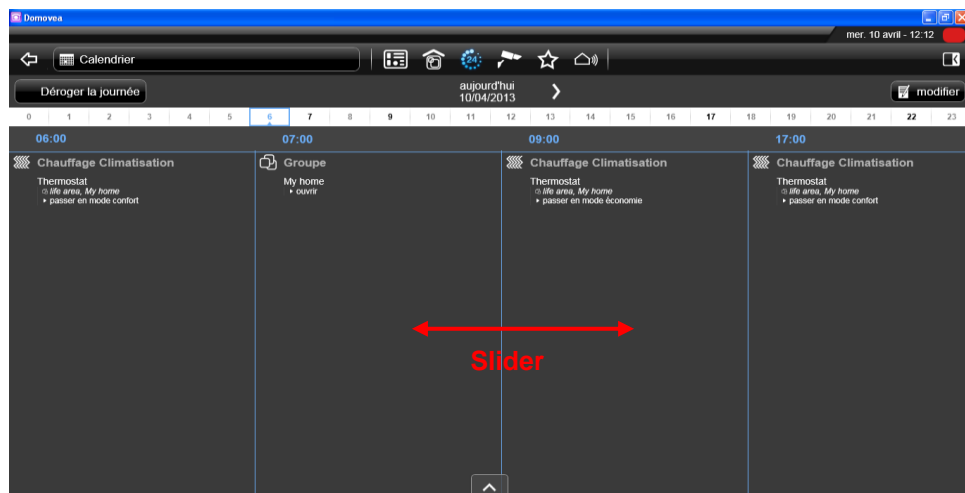 Domovea
mer. 10 avril - 12:12
Calendrier
24
Déroger la journée
aujourd'hui
10/04/2013
modifier
0 1 2 3 4 5 6 7 8 9 10 11 12 13 14 15 16 17 18 19 20 21 22 23
06:00 07:00 09:00 17:00
Chauffage Climatisation
Thermostat
life area, My home
passer en mode confort
Groupe
My home
ouvrir
Chauffage Climatisation
Thermostat
life area, My home
passer en mode économie
Chauffage Climatisation
Thermostat
life area, My home
passer en mode confort
Slider